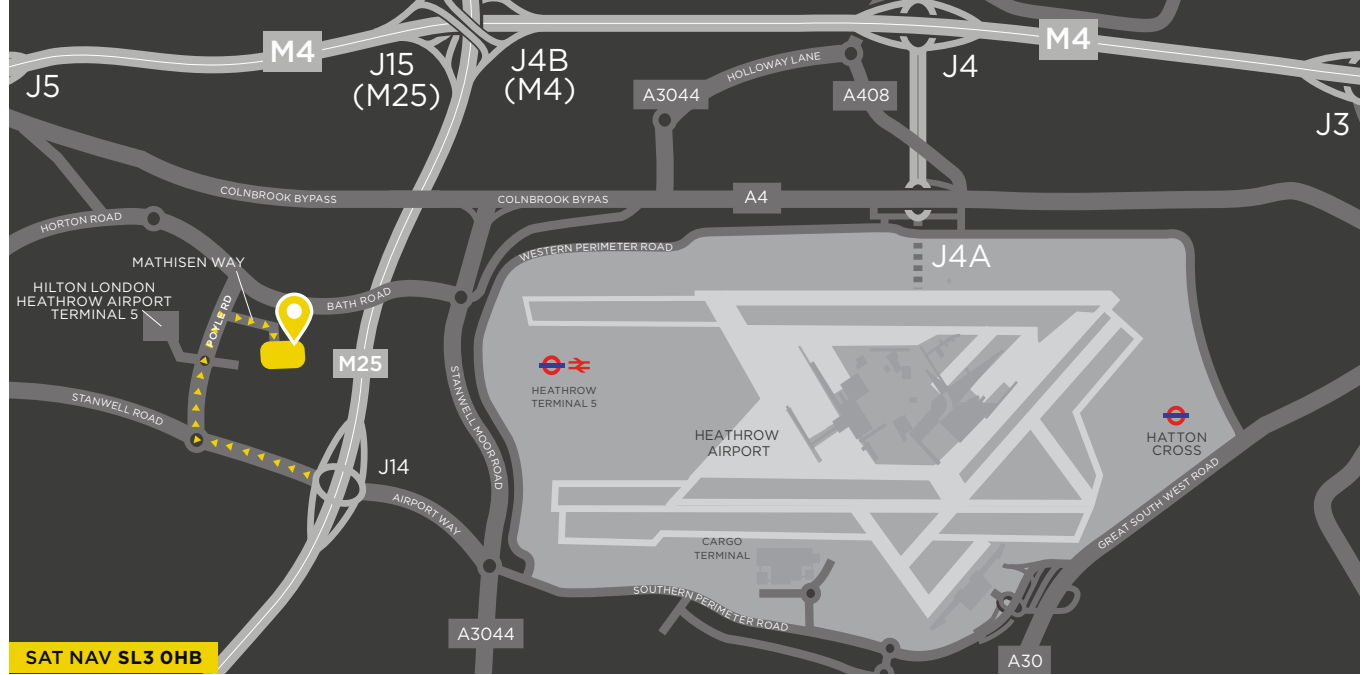 M4
M4
J5
J15
(M25)
J4B
(M4)
J4
J3
HOLLOWAY LANE
A3044
A408
COLNBROOK BYPASS
COLNBROOK BYPAS
A4
HORTON ROAD
WESTERN PERIMETER ROAD
J4A
MATHISEN WAY
HILTON LONDON
HEATHROW AIRPORT
TERMINAL 5
POYLE RD
BATH ROAD
M25
HEATHROW
TERMINAL 5
STANWELL ROAD
STANWELL MOOR ROAD
HEATHROW
AIRPORT
HATTON
CROSS
J14
AIRPORT WAY
GREAT SOUTH WEST ROAD
CARGO
TERMINAL
SOUTHERN PERIMETER ROAD
A3044
A30
SAT NAV SL3 0HB